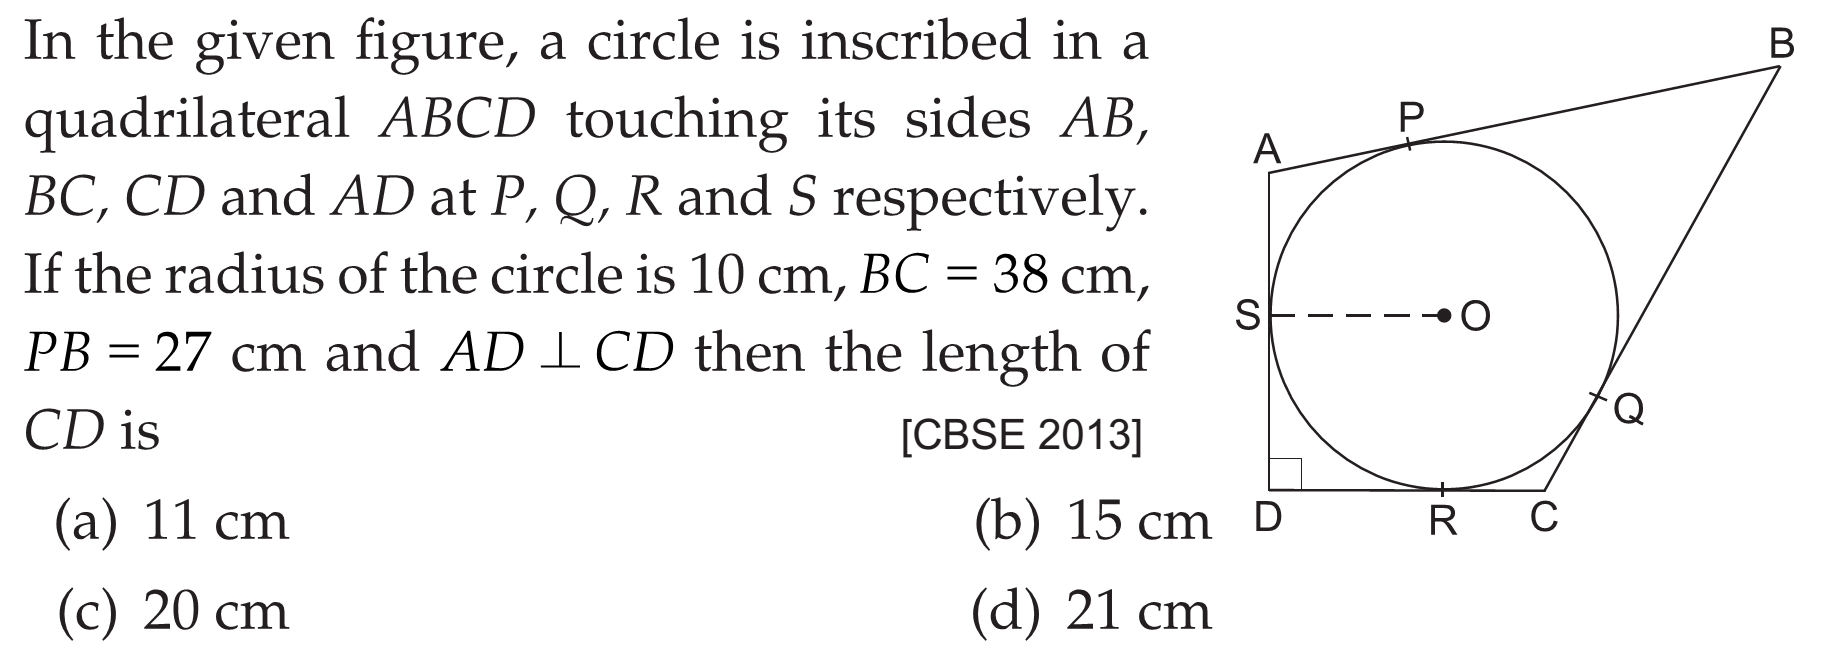 In the given figure, a circle is inscribed in a
quadrilateral ABCD touching its sides AB,
BC, CD and AD at P, Q, R and S respectively.
If the radius of the circle is 10 cm, BC = 38 cm,
PB = 27 cm and AD ⊥ CD then the length of
CD is [CBSE 2013]
(a) 11 cm (b) 15 cm
(c) 20 cm (d) 21 cm
B
P
A
S
O
Q
D
R
C